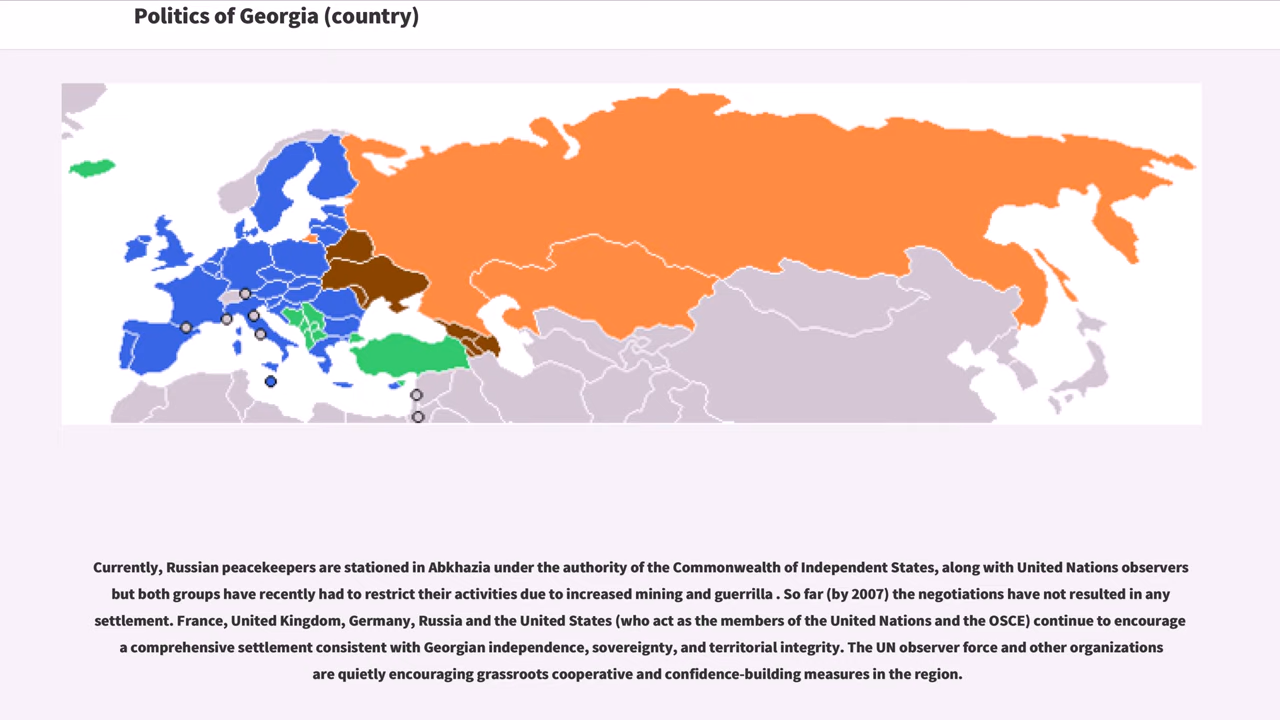 Politics of Georgia (country)
Currently, Russian peacekeepers are stationed in Abkhazia under the authority of the Commonwealth of Independent States, along with United Nations observers
but both groups have recently had to restrict their activities due to increased mining and guerrilla . So far (by 2007) the negotiations have not resulted in any
settlement. France, United Kingdom, Germany, Russia and the United States (who act as the members of the United Nations and the OSCE) continue to encourage
a comprehensive settlement consistent with Georgian independence, sovereignty, and territorial integrity. The UN observer force and other organizations
are quietly encouraging grassroots cooperative and confidence-building measures in the region.